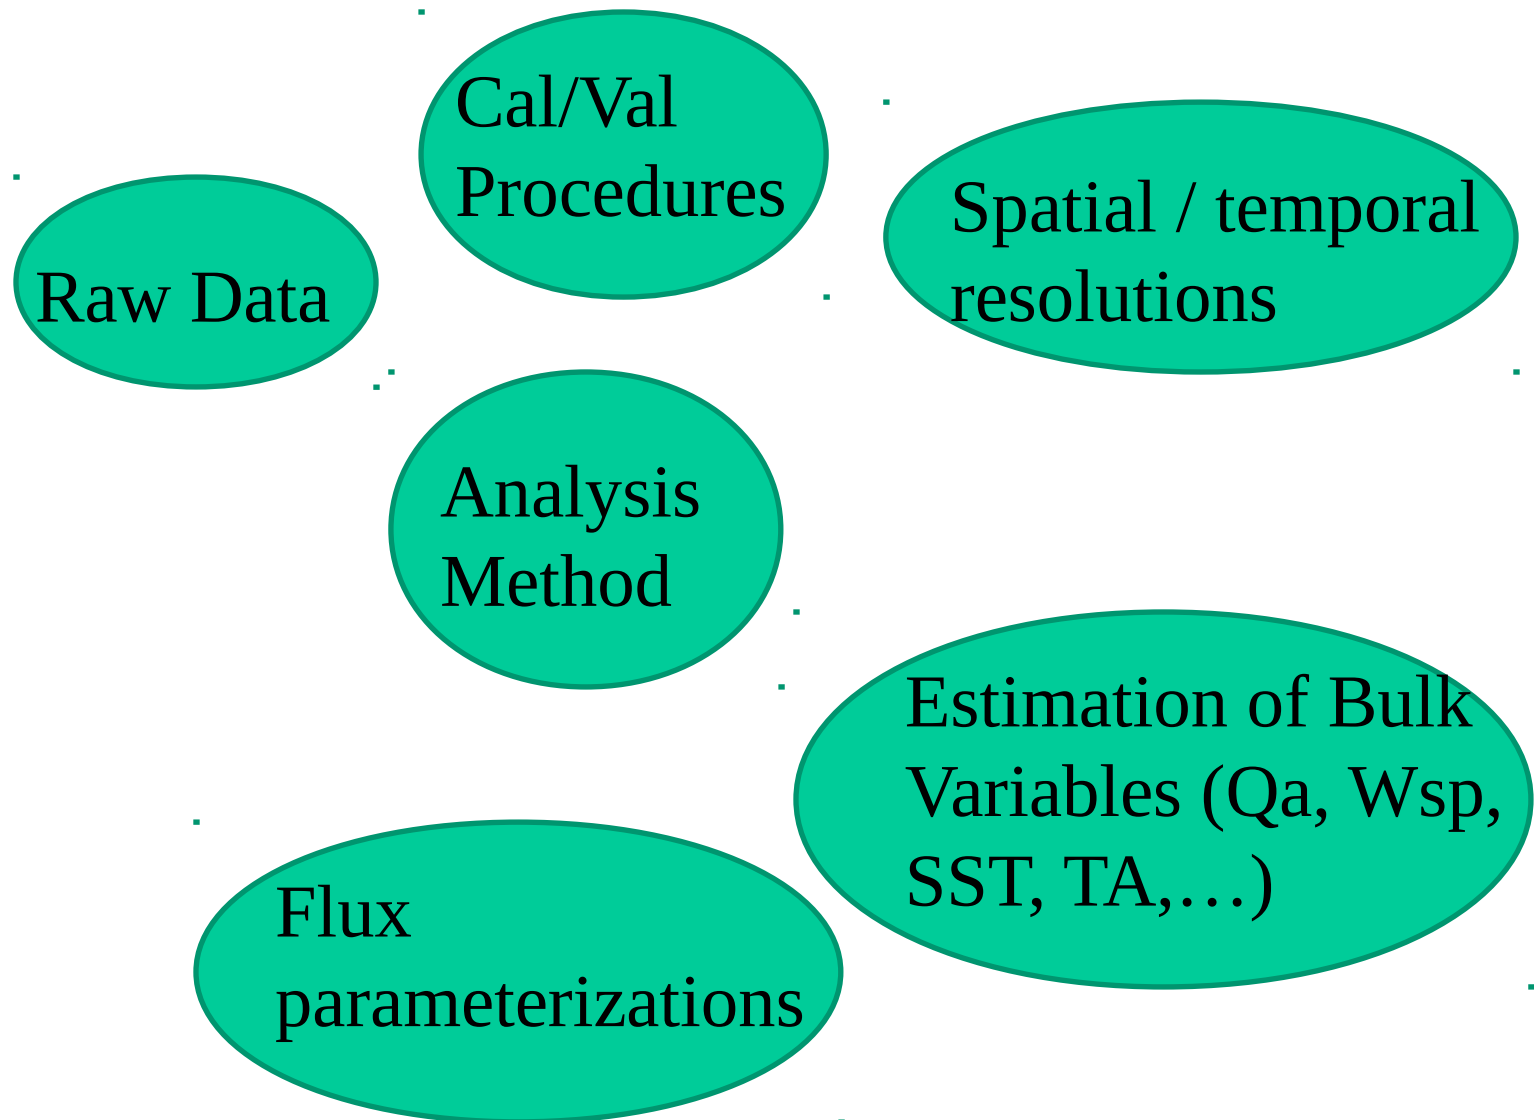 Cal/Val
Procedures
Spatial / temporal
resolutions
Raw Data
Analysis
Method
Estimation of Bulk
Variables (Qa, Wsp,
SST, TA,…)
Flux
parameterizations